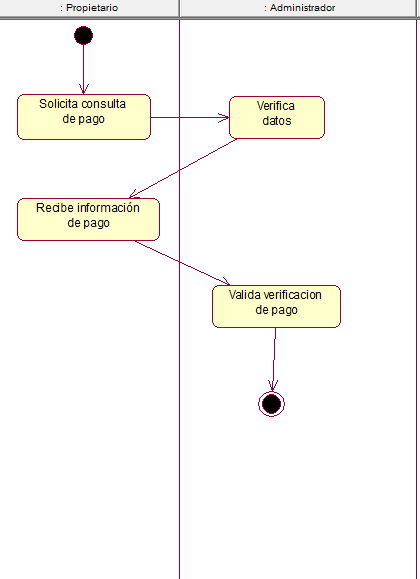 : Propietario
: Administrador
Solicita consulta
de pago
Verifica
datos
Recibe información
de pago
Valida verificacion
de pago